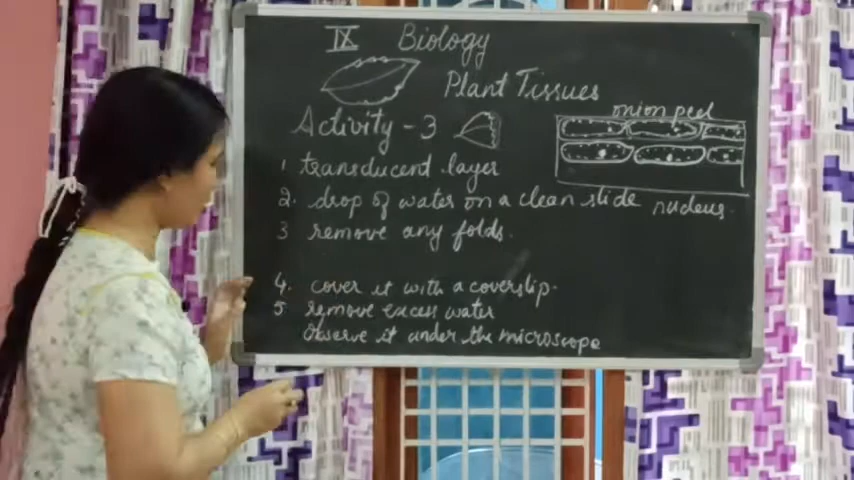 IX Biology
Plant Tissues
Activity - 3
onion peel
1 transducent layer
2. drop of water on a clean slide
nucleus.
3 remove any folds.
4. cover it with a coverslip.
5 remove excess water
observe it under the microscope